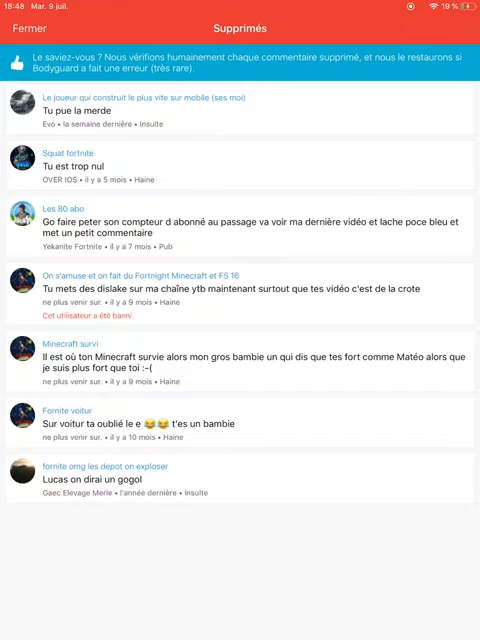 18:48 Mar. 9 juil. 19 %
Fermer Supprimés
Le saviez-vous ? Nous vérifions humainement chaque commentaire supprimé, et nous le restaurons si
Bodyguard a fait une erreur (très rare).
Le joueur qui construit le plus vite sur mobile (ses moi)
Tu pue la merde
Evo • la semaine dernière • Insulte
Squat fortnite
Tu est trop nul
OVER IOS • il y a 5 mois • Haine
Les 80 abo
Go faire peter son compteur d abonné au passage va voir ma dernière vidéo et lache poce bleu et
met un petit commentaire
Yekanite Fortnite • il y a 7 mois • Pub
On s'amuse et on fait du Fortnight Minecraft et FS 16
Tu mets des dislake sur ma chaîne ytb maintenant surtout que tes vidéo c'est de la crote
ne plus venir sur. • il y a 9 mois • Haine
Cet utilisateur a été banni.
Minecraft survi
Il est où ton Minecraft survie alors mon gros bambie un qui dis que tes fort comme Matéo alors que
je suis plus fort que toi :-(
ne plus venir sur. • il y a 9 mois • Haine
Fornite voitur
Sur voitur ta oublié le e 😂😂 t'es un bambie
ne plus venir sur. • il y a 10 mois • Haine
fornite omg les depot on exploser
Lucas on dirai un gogol
Gaec Elevage Merle • l'année dernière • Insulte